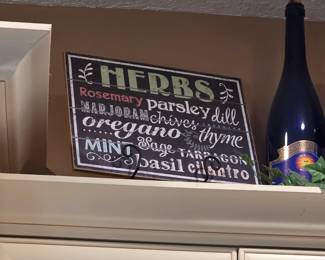 HERBS
Rosemary parsley dill
MARJORAM chives
oregano thyme
MINT Sage TARRAGON
basil cilantro